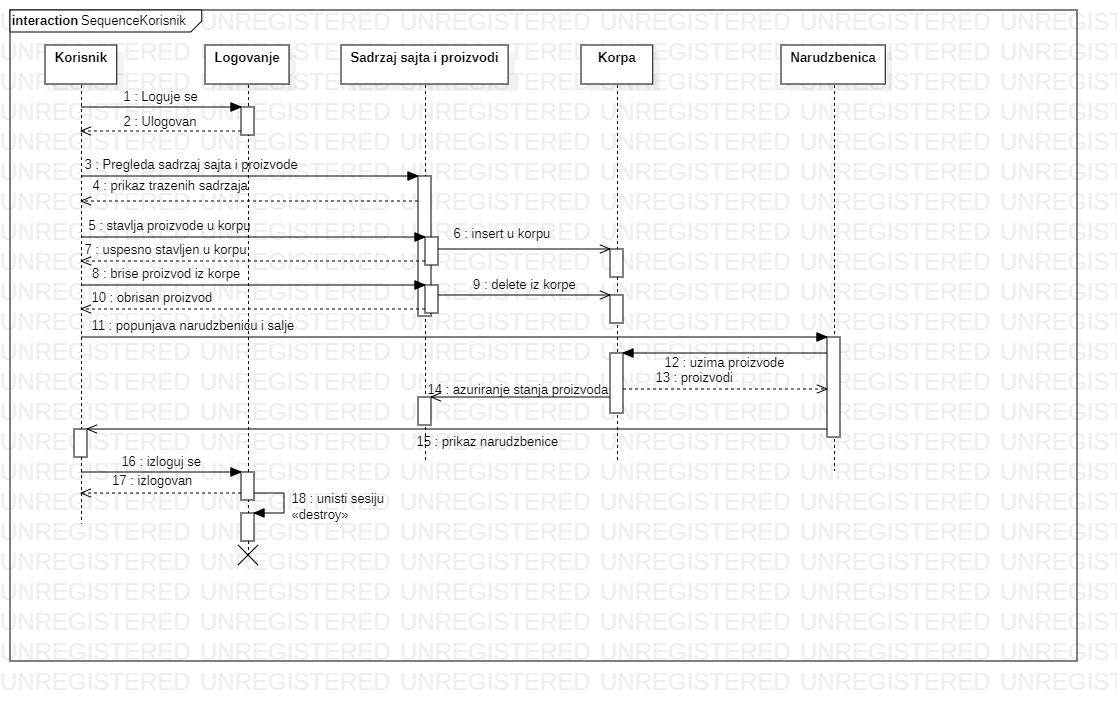 interaction SequenceKorisnik
Korisnik
Logovanje
Sadrzaj sajta i proizvodi
Korpa
Narudzbenica
1 : Loguje se
2 : Ulogovan
3 : Pregleda sadrzaj sajta i proizvode
4 : prikaz trazenih sadrzaja
5 : stavlja proizvode u korpu
6 : insert u korpu
7 : uspesno stavljen u korpu
8 : brise proizvod iz korpe
9 : delete iz korpe
10 : obrisan proizvod
11 : popunjava narudzbenicu i salje
12 : uzima proizvode
13 : proizvodi
14 : azuriranje stanja proizvoda
15 : prikaz narudzbenice
16 : izloguj se
17 : izlogovan
18 : unisti sesiju
«destroy»
UNREGISTERED UNREGISTERED UNREGISTERED UNREGISTERED UNREGISTERED